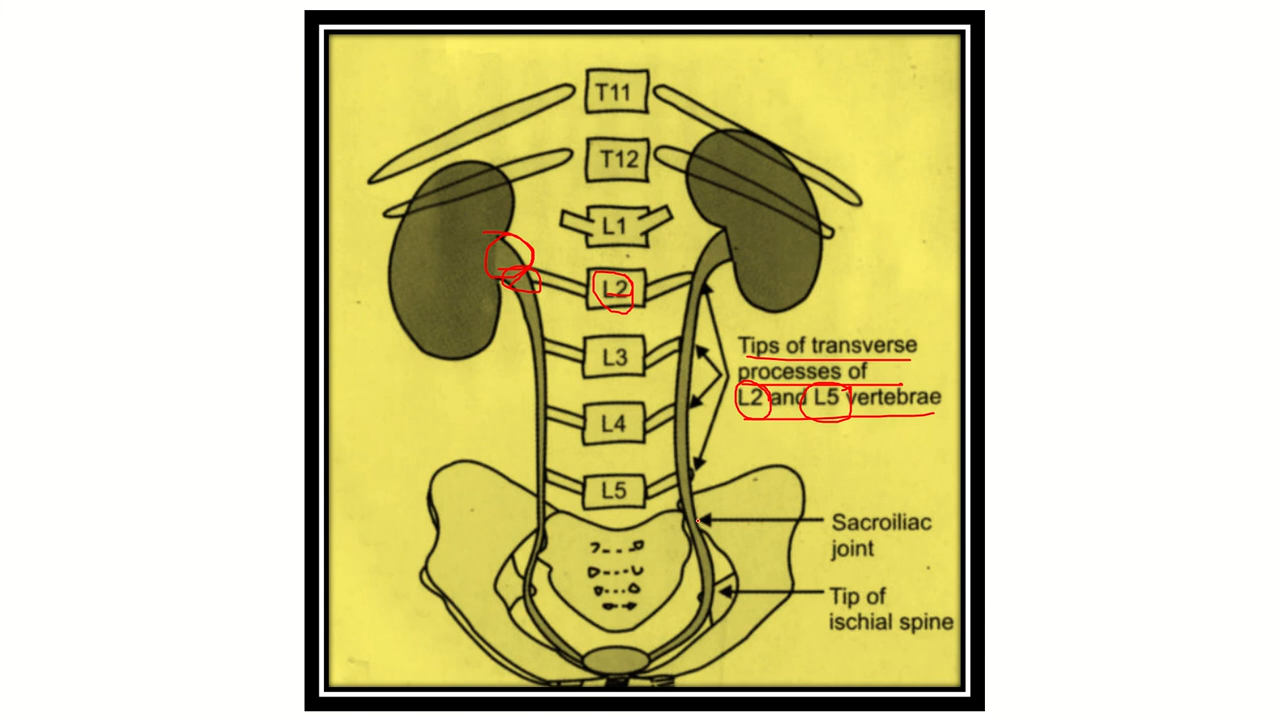 T11
T12
L1
L2
L3
L4
L5
Tips of transverse
processes of
L2 and L5 vertebrae
Sacroiliac
joint
Tip of
ischial spine